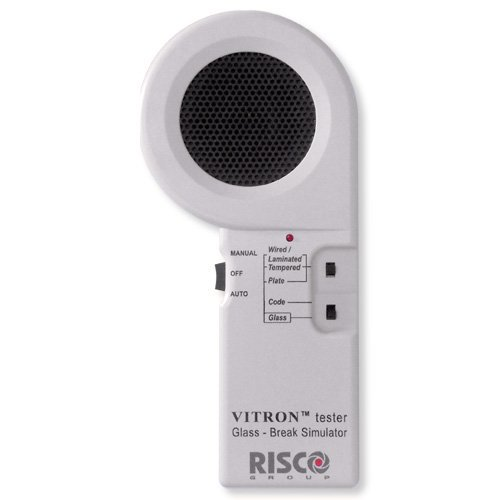 MANUAL
OFF
AUTO
Wired /
Laminated
Tempered
Plate
Code
Glass
VITRON™ tester
Glass - Break Simulator
RISCO
GROUP